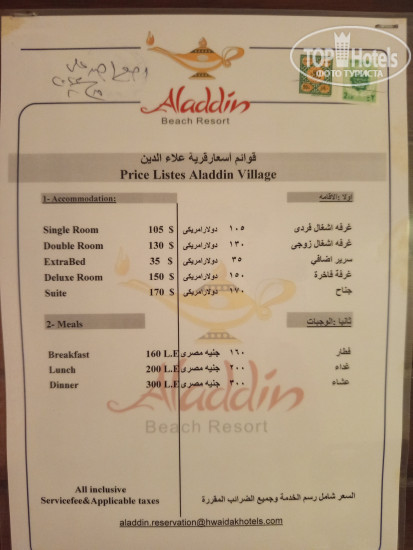 TOP Hotels
ФОТО ТУРИСТА
Aladdin
Beach Resort
قوائم أسعار قرية علاء الدين
Price Listes Aladdin Village
1- Accommodation: اولا :الاقامه
Single Room 105 $ دولار امريكى ١٠٥ غرفه اشغال فردى
Double Room 130 $ دولار امريكى ١٣٠ غرفة اشغال زوجى
ExtraBed 35 $ دولار امريكى ٣٥ سرير اضافي
Deluxe Room 150 $ دولار امريكى ١٥٠ غرفة فاخرة
Suite 170 $ دولار امريكى ١٧٠ جناح
2- Meals ثانيا :الوجبات
Breakfast 160 L.E جنيه مصرى ١٦٠ فطار
Lunch 200 L.E جنيه مصرى ٢٠٠ غداء
Dinner 300 L.E جنيه مصرى ٣٠٠ عشاء
Aladdin
Beach Resort
All inclusive
Servicefee&Applicable taxes
السعر شامل رسم الخدمة وجميع الضرائب المقررة
aladdin.reservation@hwaidakhotels.com